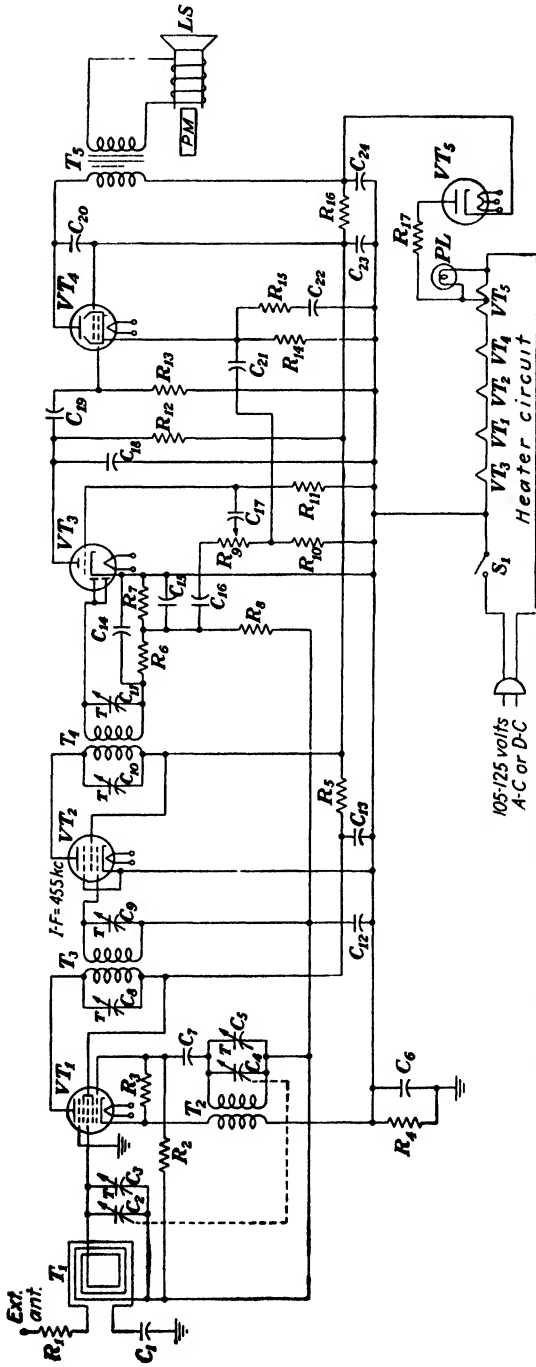 Ext. ant.
R1
C1
T1
C2
T
C3
VT1
R3
R2
T2
C7
T
C4
C5
R4
C6
T
C8
T3
T
C9
C12
I-F=455kc
VT2
T
C10
T4
T
C11
R5
C13
C14
R6
R7
C15
C16
R8
VT3
R9
C17
R10
R11
C18
R12
C19
R13
VT4
C20
C21
R14
R15
C22
R16
C23
C24
T5
PM
LS
105-125 volts
A-C or D-C
S1
VT3
VT1
VT2
VT4
VT5
Heater circuit
PL
R17
VT5